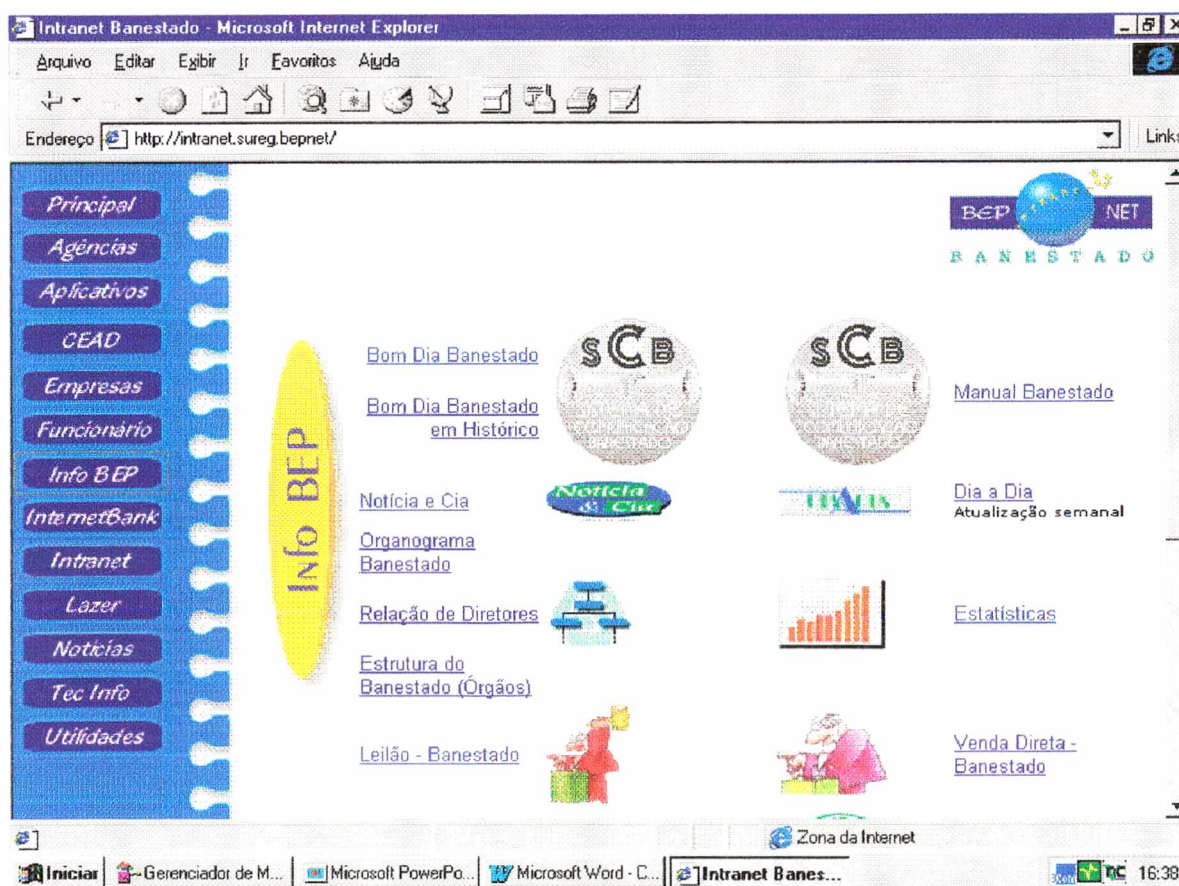 Intranet Banestado - Microsoft Internet Explorer
Arquivo Editar Exibir Ir Favoritos Ajuda
Endereço http://intranet.sureg.bepnet/ Links
Principal
Agências
Aplicativos
CEAD
Empresas
Funcionário
Info BEP
InternetBank
Intranet
Lazer
Notícias
Tec Info
Utilidades
BEP NET
BANESTADO
Info BEP
Bom Dia Banestado
Bom Dia Banestado
em Histórico
SCB
SCB
Manual Banestado
Notícia e Cia
Notícia
& Cia
Dia a Dia
Atualização semanal
Organograma
Banestado
Relação de Diretores
Estatísticas
Estrutura do
Banestado (Órgãos)
Leilão - Banestado
Venda Direta -
Banestado
Zona da Internet
Iniciar Gerenciador de M... Microsoft PowerPo... Microsoft Word - C... Intranet Banes... 16:38